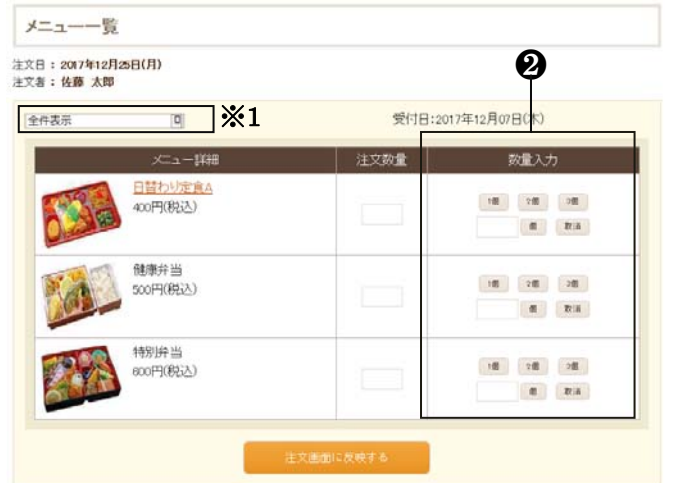 メニュー一覧
注文日：2017年12月25日(月)
注文者：佐藤 太郎
❷
全件表示
※1
受付日:2017年12月07日(木)
メニュー詳細 注文数量 数量入力
日替わり定食A
400円(税込)
1個 2個 3個
個 取消
健康弁当
500円(税込)
1個 2個 3個
個 取消
特別弁当
600円(税込)
1個 2個 3個
個 取消
注文画面に反映する